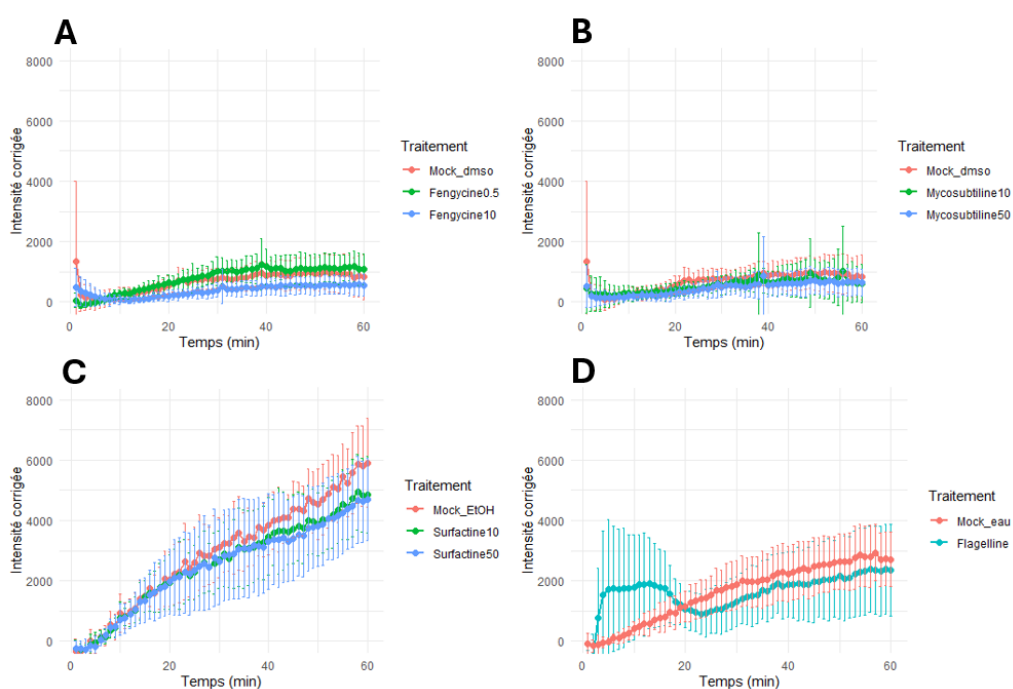 A
8000
6000
4000
2000
0
Intensité corrigée
0 20 40 60
Temps (min)
Traitement
Mock_dmso
Fengycine0.5
Fengycine10
B
8000
6000
4000
2000
0
Intensité corrigée
0 20 40 60
Temps (min)
Traitement
Mock_dmso
Mycosubtiline10
Mycosubtiline50
C
8000
6000
4000
2000
0
Intensité corrigée
0 20 40 60
Temps (min)
Traitement
Mock_EtOH
Surfactine10
Surfactine50
D
8000
6000
4000
2000
0
Intensité corrigée
0 20 40 60
Temps (min)
Traitement
Mock_eau
Flagelline